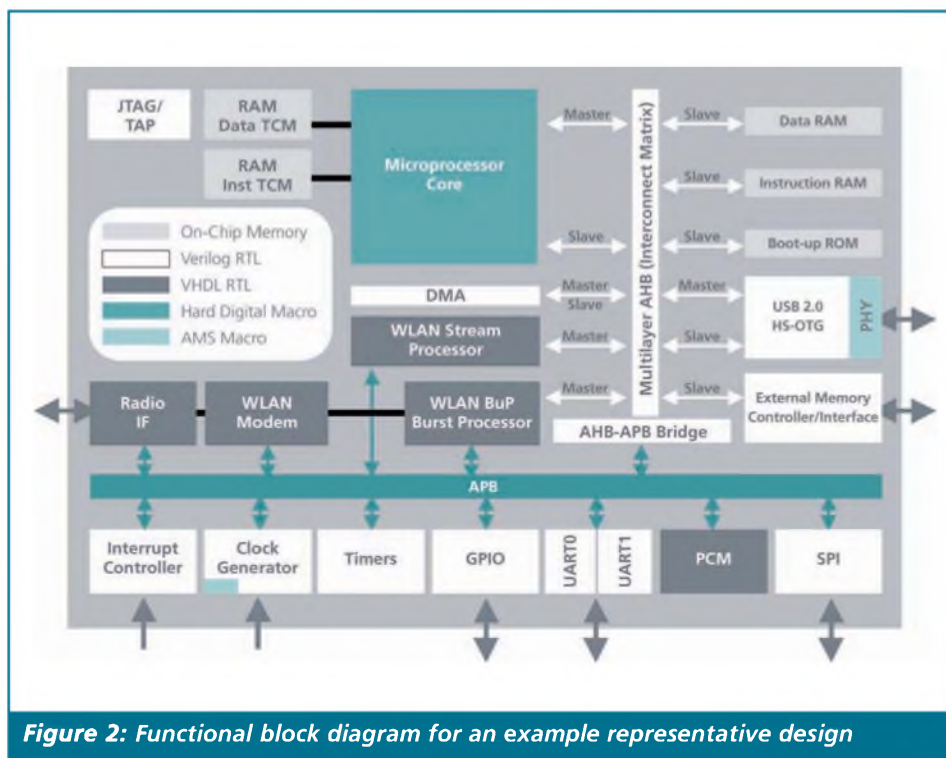 JTAG/
TAP
RAM
Data TCM
RAM
Inst TCM
Microprocessor
Core
Master
Slave
Data RAM
Slave
Instruction RAM
Slave
Slave
Boot-up ROM
Multilayer AHB (Interconnect Matrix)
On-Chip Memory
Verilog RTL
VHDL RTL
Hard Digital Macro
AMS Macro
DMA
Master
Slave
Master
USB 2.0
HS-OTG
PHY
WLAN Stream
Processor
Master
Slave
Radio
IF
WLAN
Modem
WLAN BuP
Burst Processor
Master
Slave
External Memory
Controller/Interface
AHB-APB Bridge
APB
Interrupt
Controller
Clock
Generator
Timers
GPIO
UART0
UART1
PCM
SPI
Figure 2: Functional block diagram for an example representative design